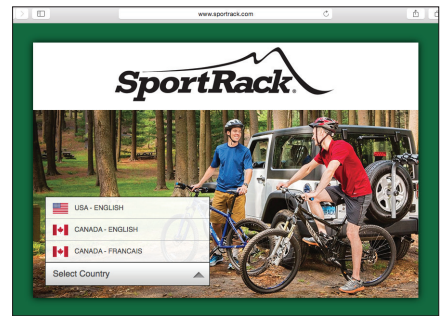 www.sportrack.com
SportRack.
USA - ENGLISH
CANADA - ENGLISH
CANADA - FRANCAIS
Select Country